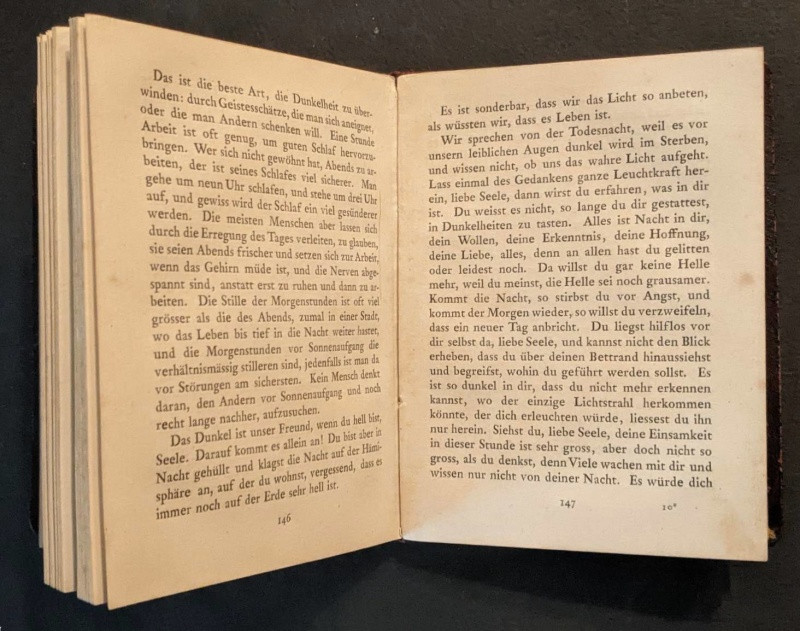 Das ist die beste Art, die Dunkelheit zu über-
winden: durch Geistesschätze, die man sich aneignet,
oder die man Andern schenken will. Eine Stunde
Arbeit ist oft genug, um guten Schlaf hervorzu-
bringen. Wer sich nicht gewöhnt hat, Abends zu ar-
beiten, der ist seines Schlafes viel sicherer. Man
gehe um neun Uhr schlafen, und stehe um drei Uhr
auf, und gewiss wird der Schlaf ein viel gesünderer
werden. Die meisten Menschen aber lassen sich
durch die Erregung des Tages verleiten, zu glauben,
sie seien Abends frischer und setzen sich zur Arbeit,
wenn das Gehirn müde ist, und die Nerven abge-
spannt sind, anstatt erst zu ruhen und dann zu ar-
beiten. Die Stille der Morgenstunden ist oft viel
grösser als die des Abends, zumal in einer Stadt,
wo das Leben bis tief in die Nacht weiter hastet,
und die Morgenstunden vor Sonnenaufgang die
verhältnismässig stilleren sind, jedenfalls ist man da
vor Störungen am sichersten. Kein Mensch denkt
daran, den Andern vor Sonnenaufgang und noch
recht lange nachher, aufzusuchen.
Das Dunkel ist unser Freund, wenn du hell bist,
Seele. Darauf kommt es allein an! Du bist aber in
Nacht gehüllt und klagst die Nacht auf der Hämi-
sphäre an, auf der du wohnst, vergessend, dass es
immer noch auf der Erde sehr hell ist.
146
Es ist sonderbar, dass wir das Licht so anbeten,
als wüssten wir, dass es Leben ist.
Wir sprechen von der Todesnacht, weil es vor
unsern leiblichen Augen dunkel wird im Sterben,
und wissen nicht, ob uns das wahre Licht aufgeht.
Lass einmal des Gedankens ganze Leuchtkraft her-
ein, liebe Seele, dann wirst du erfahren, was in dir
ist. Du weisst es nicht, so lange du dir gestattest,
in Dunkelheiten zu tasten. Alles ist Nacht in dir,
dein Wollen, deine Erkenntnis, deine Hoffnung,
deine Liebe, alles, denn an allen hast du gelitten
oder leidest noch. Da willst du gar keine Helle
mehr, weil du meinst, die Helle sei noch grausamer.
Kommt die Nacht, so stirbst du vor Angst, und
kommt der Morgen wieder, so willst du verzweifeln,
dass ein neuer Tag anbricht. Du liegst hilflos vor
dir selbst da, liebe Seele, und kannst nicht den Blick
erheben, dass du über deinen Bettrand hinaussiehst
und begreifst, wohin du geführt werden sollst. Es
ist so dunkel in dir, dass du nicht mehr erkennen
kannst, wo der einzige Lichtstrahl herkommen
könnte, der dich erleuchten würde, liessest du ihn
nur herein. Siehst du, liebe Seele, deine Einsamkeit
in dieser Stunde ist sehr gross, aber doch nicht so
gross, als du denkst, denn Viele wachen mit dir und
wissen nur nicht von deiner Nacht. Es würde dich
147
10*